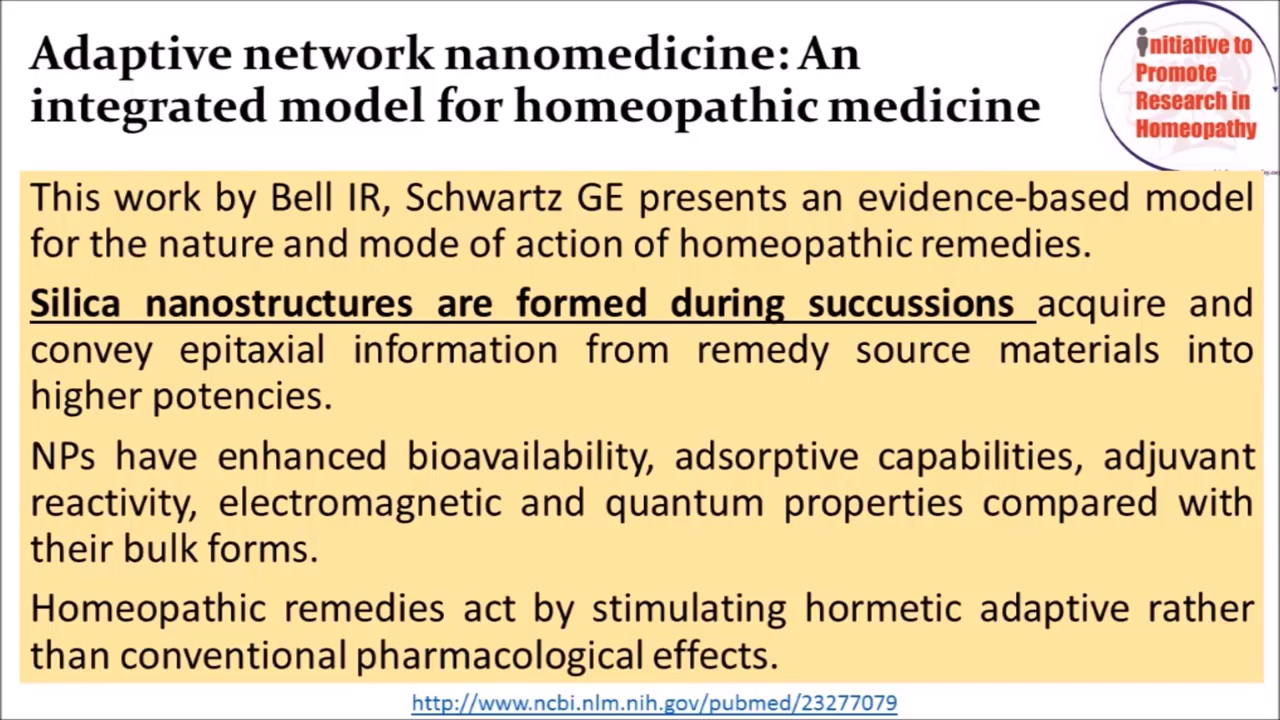 Adaptive network nanomedicine: An
integrated model for homeopathic medicine
initiative to
Promote
Research in
Homeopathy
This work by Bell IR, Schwartz GE presents an evidence-based model
for the nature and mode of action of homeopathic remedies.
Silica nanostructures are formed during succussions acquire and
convey epitaxial information from remedy source materials into
higher potencies.
NPs have enhanced bioavailability, adsorptive capabilities, adjuvant
reactivity, electromagnetic and quantum properties compared with
their bulk forms.
Homeopathic remedies act by stimulating hormetic adaptive rather
than conventional pharmacological effects.
http://www.ncbi.nlm.nih.gov/pubmed/23277079